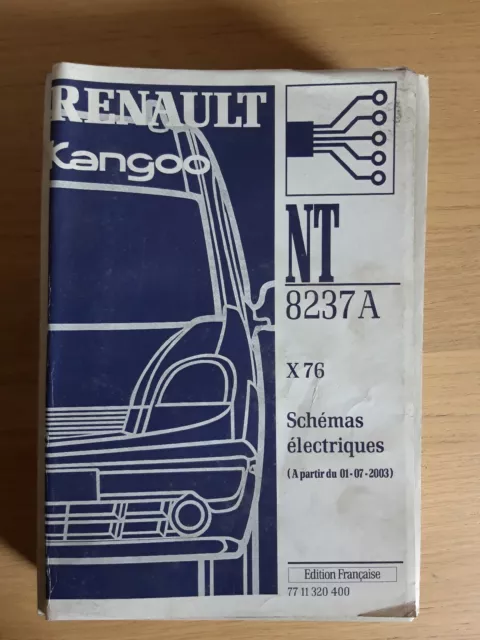 RENAULT
Kangoo
NT
8237A
X 76
Schémas
électriques
(A partir du 01-07-2003)
Edition Française
77 11 320 400